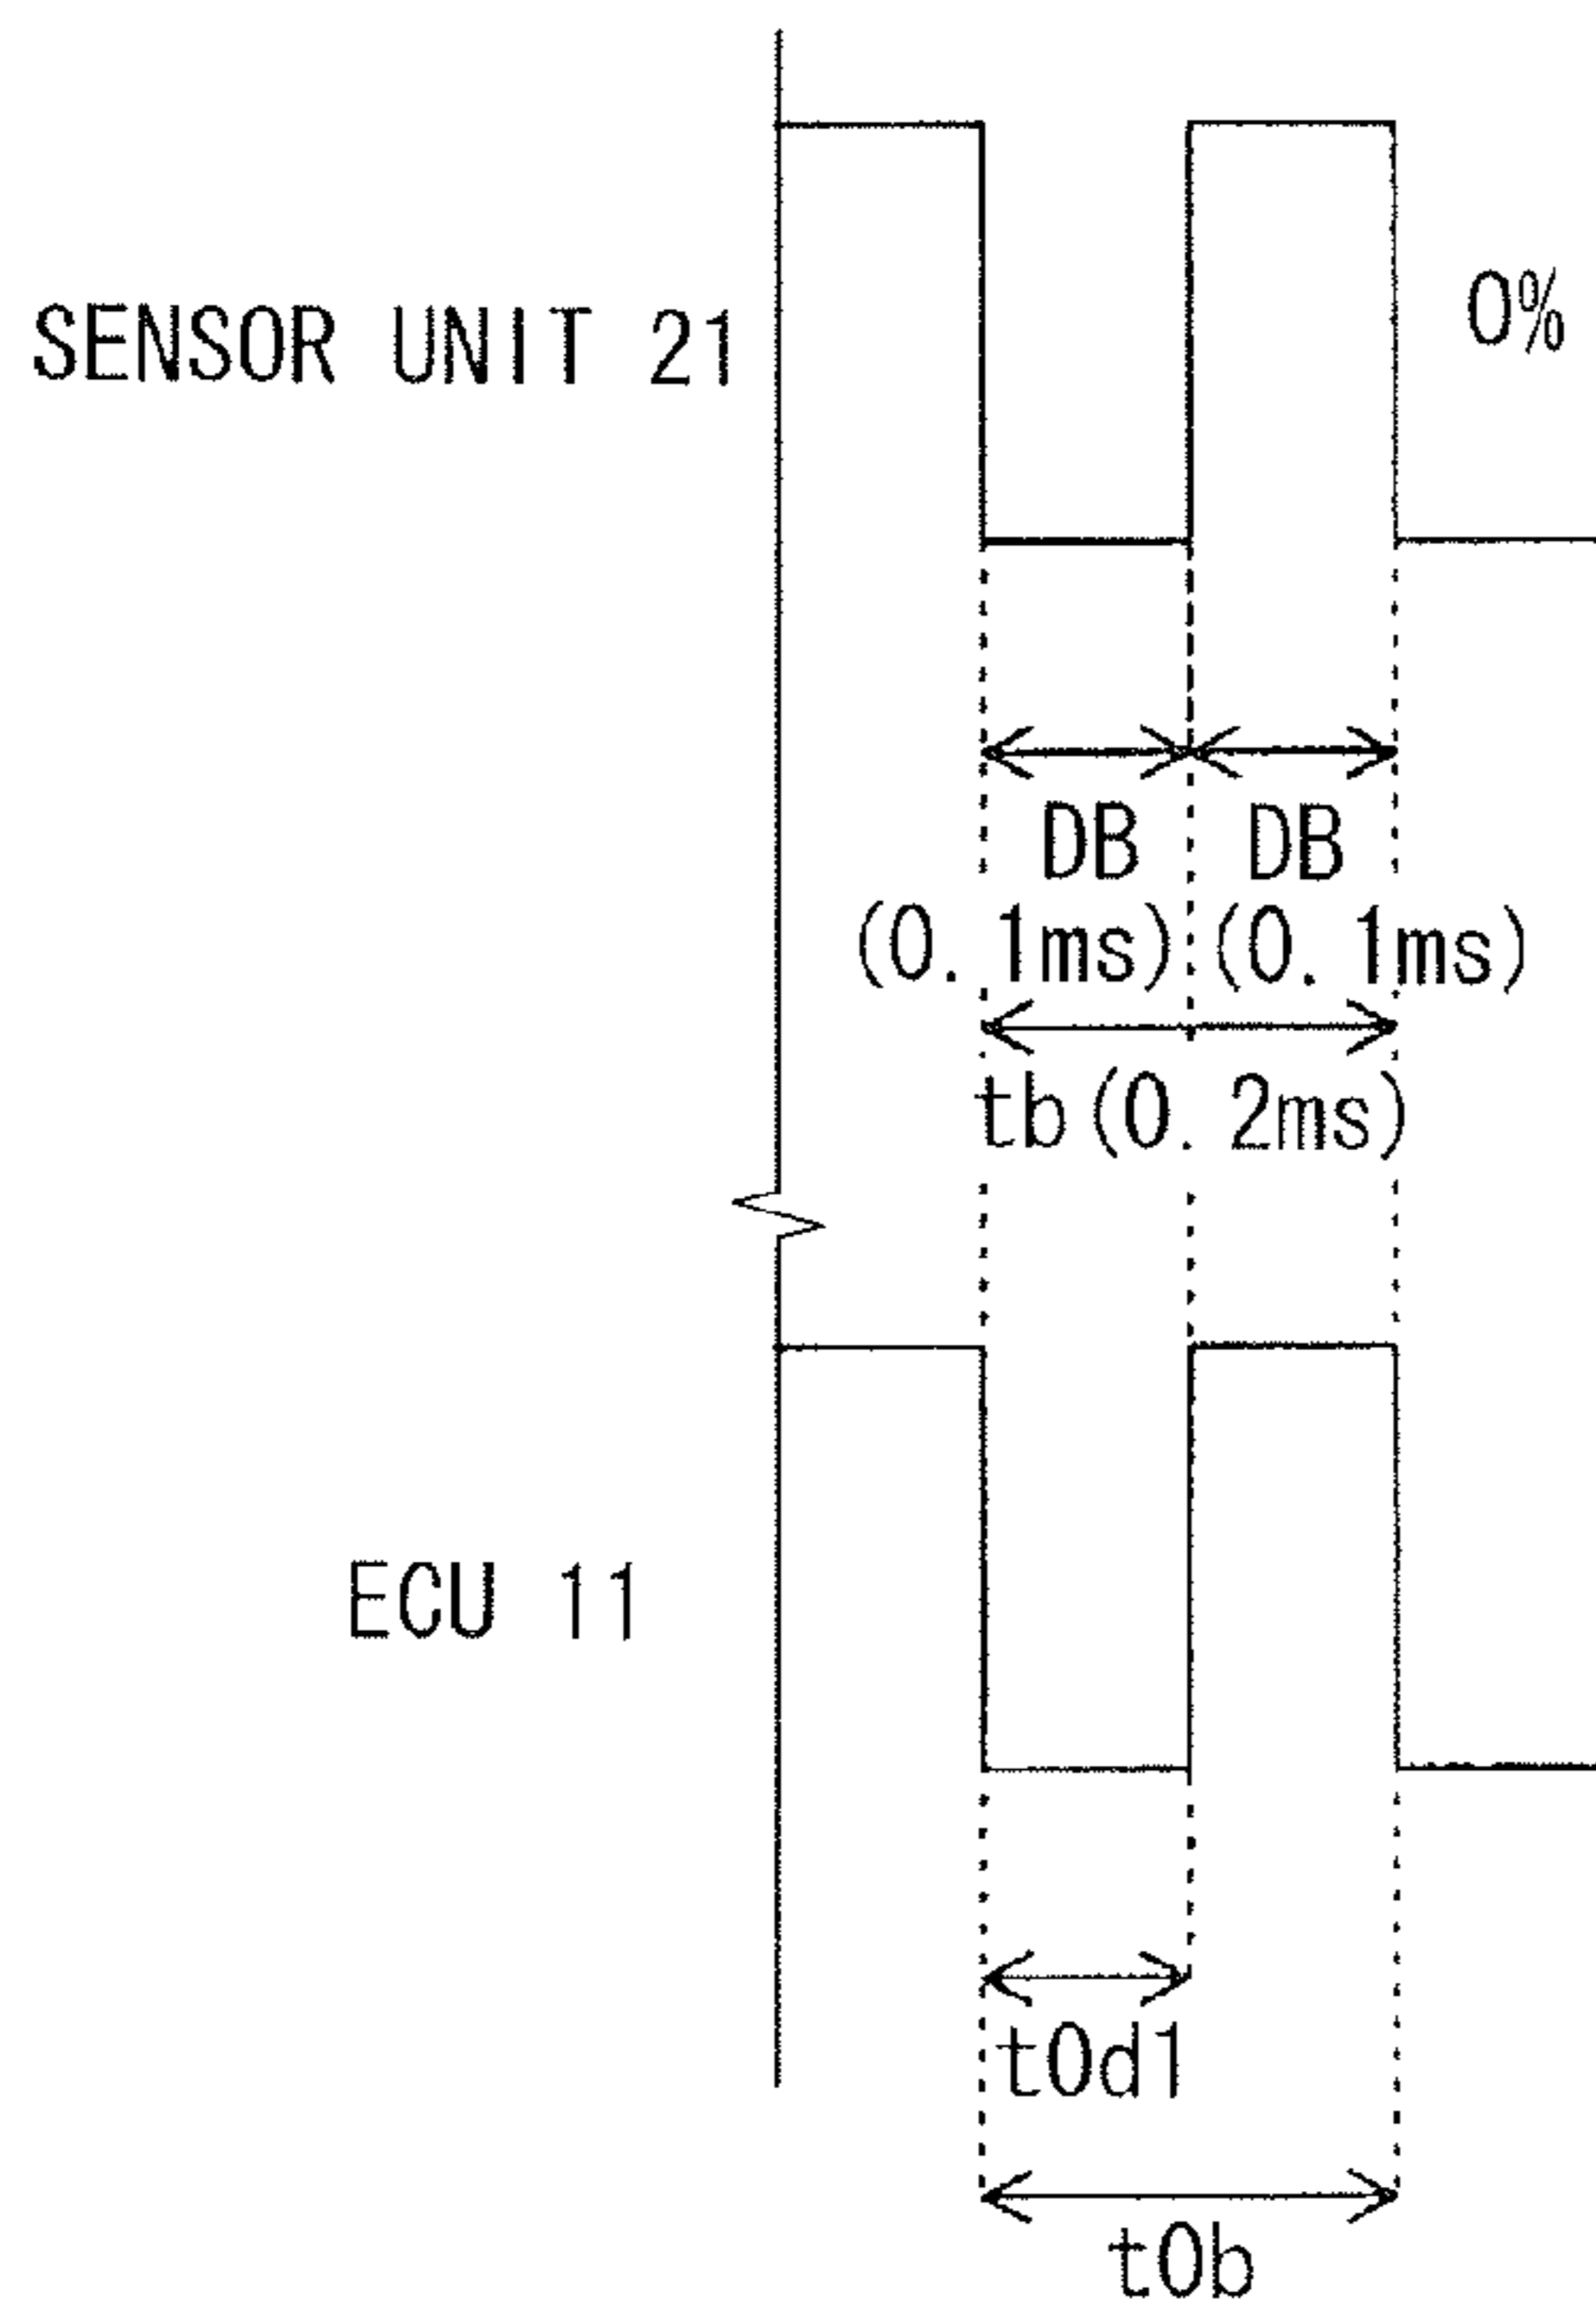 0%
SENSOR UNIT 21
DB DB
(0.1ms) (0.1ms)
tb(0.2ms)
ECU 11
t0d1
t0b